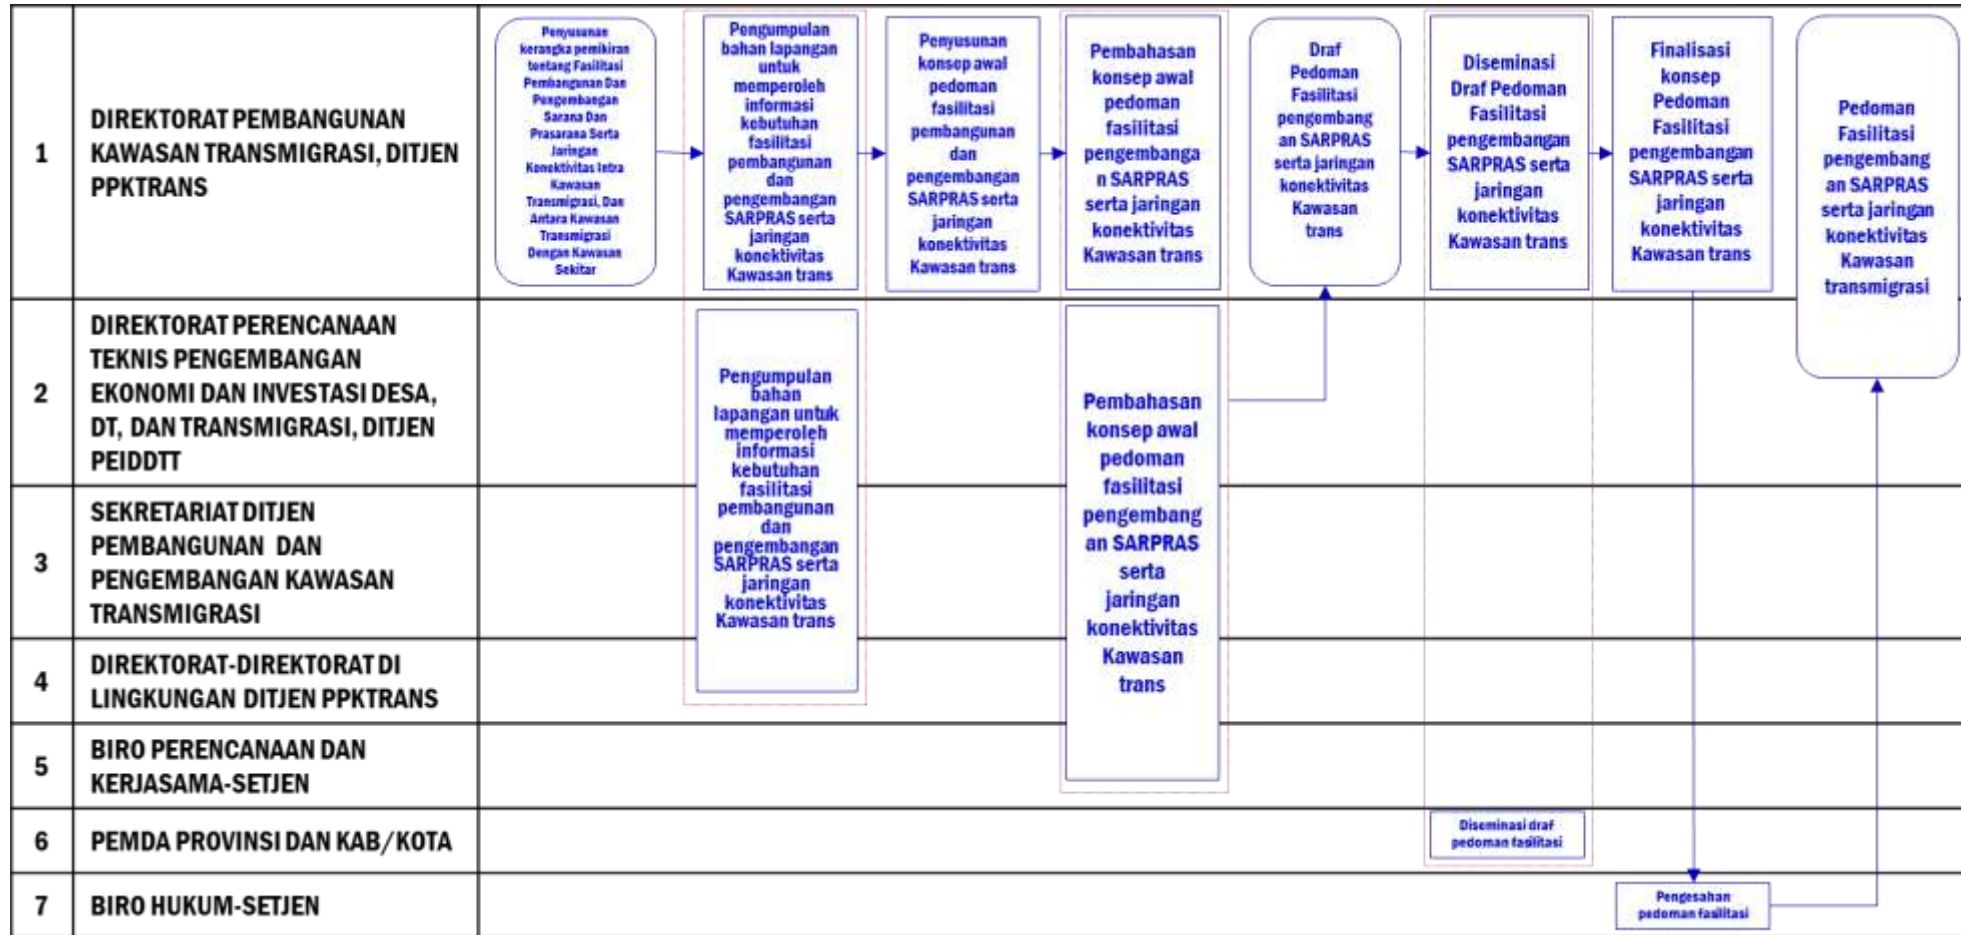 1
DIREKTORAT PEMBANGUNAN
KAWASAN TRANSMIGRASI, DITJEN
PPKTRANS
Penyusunan
kerangka pemikiran
tentang Fasilitasi
Pembangunan Dan
Pengembangan
Sarana Dan
Prasarana Serta
Jaringan
Konektivitas Intra
Kawasan
Transmigrasi, Dan
Antara Kawasan
Transmigrasi
Dengan Kawasan
Sekitar
Pengumpulan
bahan lapangan
untuk
memperoleh
informasi
kebutuhan
fasilitasi
pembangunan
dan
pengembangan
SARPRAS serta
jaringan
konektivitas
Kawasan trans
Penyusunan
konsep awal
pedoman
fasilitasi
pembangunan
dan
pengembangan
SARPRAS serta
jaringan
konektivitas
Kawasan trans
Pembahasan
konsep awal
pedoman
fasilitasi
pengembanga
n SARPRAS
serta jaringan
konektivitas
Kawasan trans
Draf
Pedoman
Fasilitasi
pengembang
an SARPRAS
serta jaringan
konektivitas
Kawasan
trans
Diseminasi
Draf Pedoman
Fasilitasi
pengembangan
SARPRAS serta
jaringan
konektivitas
Kawasan trans
Finalisasi
konsep
Pedoman
Fasilitasi
pengembangan
SARPRAS serta
jaringan
konektivitas
Kawasan trans
Pedoman
Fasilitasi
pengembang
an SARPRAS
serta jaringan
konektivitas
Kawasan
transmigrasi
2
DIREKTORAT PERENCANAAN
TEKNIS PENGEMBANGAN
EKONOMI DAN INVESTASI DESA,
DT, DAN TRANSMIGRASI, DITJEN
PEIDDTT
Pengumpulan
bahan
lapangan untuk
memperoleh
informasi
kebutuhan
fasilitasi
pembangunan
dan
pengembangan
SARPRAS serta
jaringan
konektivitas
Kawasan trans
Pembahasan
konsep awal
pedoman
fasilitasi
pengembang
an SARPRAS
serta
jaringan
konektivitas
Kawasan
trans
3
SEKRETARIAT DITJEN
PEMBANGUNAN DAN
PENGEMBANGAN KAWASAN
TRANSMIGRASI
4
DIREKTORAT-DIREKTORAT DI
LINGKUNGAN DITJEN PPKTRANS
5
BIRO PERENCANAAN DAN
KERJASAMA-SETJEN
6
PEMDA PROVINSI DAN KAB/KOTA
Diseminasi draf
pedoman fasilitasi
7
BIRO HUKUM-SETJEN
Pengesahan
pedoman fasilitasi